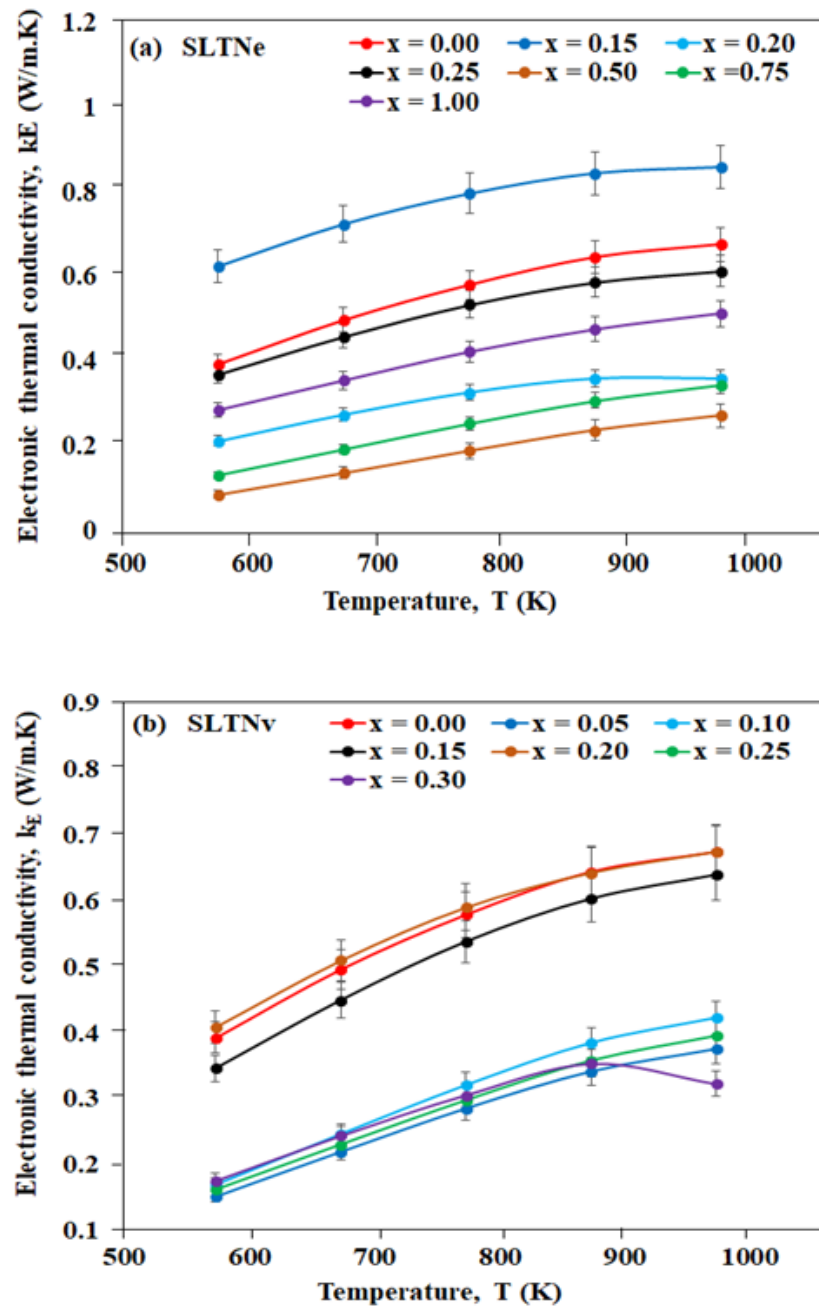 1.2
(a) SLTNe
x = 0.00 x = 0.15 x = 0.20
x = 0.25 x = 0.50 x =0.75
x = 1.00
1
0.8
0.6
0.4
0.2
0
Electronic thermal conductivity, kE (W/m.K)
500 600 700 800 900 1000
Temperature, T (K)
0.9
(b) SLTNv
x = 0.00 x = 0.05 x = 0.10
x = 0.15 x = 0.20 x = 0.25
x = 0.30
0.8
0.7
0.6
0.5
0.4
0.3
0.2
0.1
Electronic thermal conductivity, kE (W/m.K)
500 600 700 800 900 1000
Temperature, T (K)